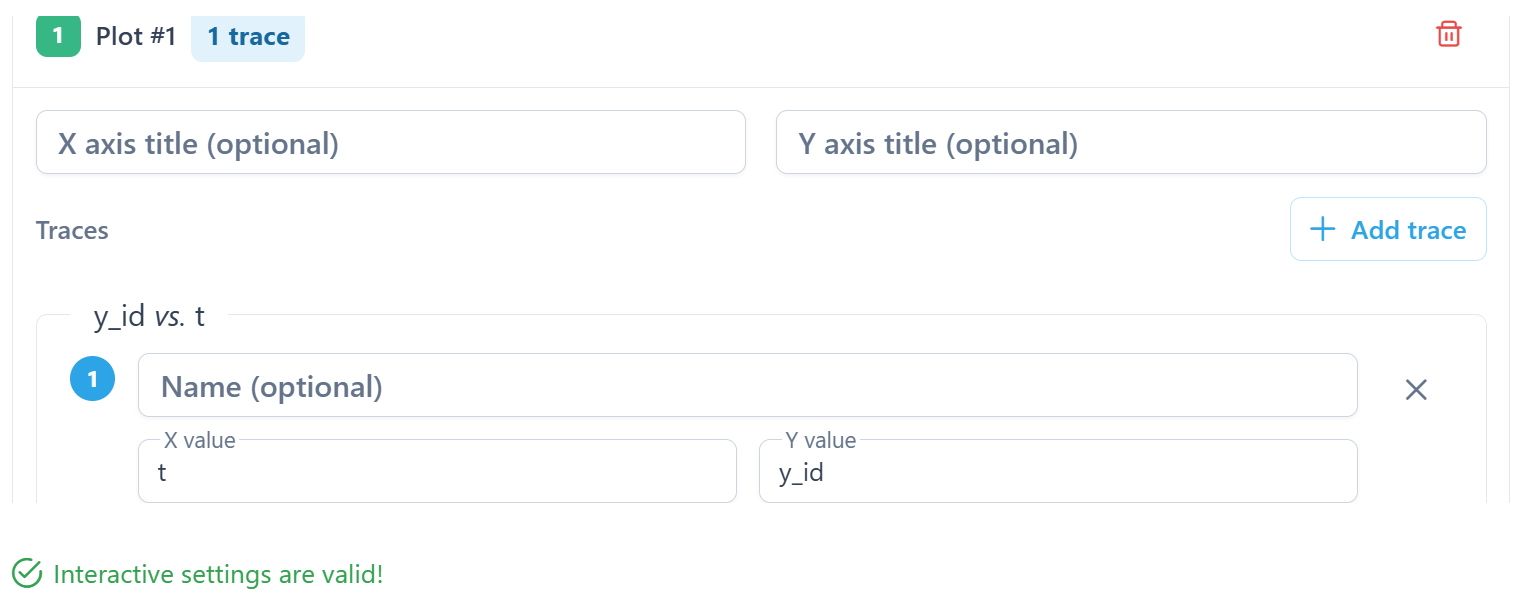 1 Plot #1 1 trace
X axis title (optional) Y axis title (optional)
Traces Add trace
y_id vs. t
1 Name (optional)
X value Y value
t y_id
Interactive settings are valid!